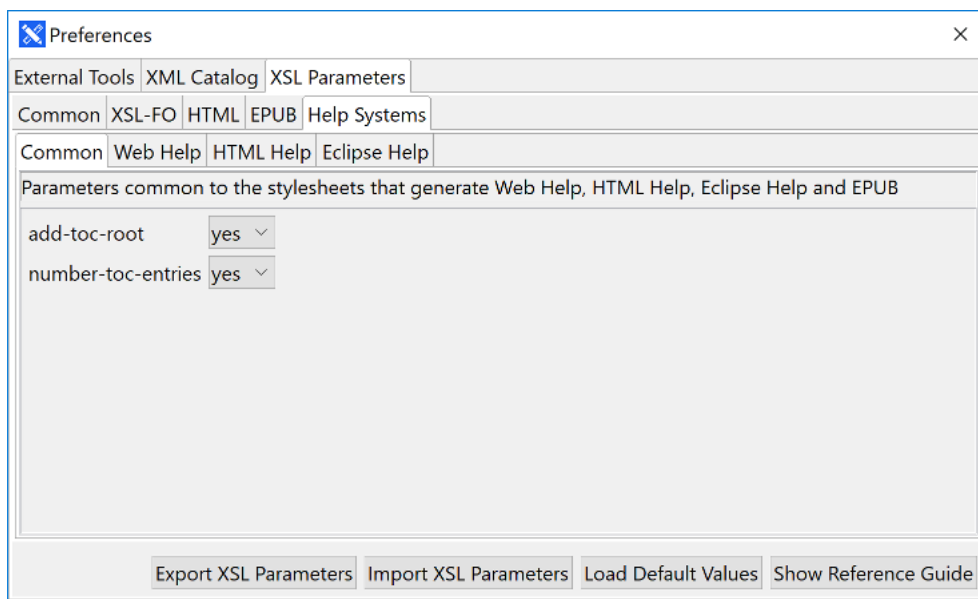 Preferences
External Tools XML Catalog XSL Parameters
Common XSL-FO HTML EPUB Help Systems
Common Web Help HTML Help Eclipse Help
Parameters common to the stylesheets that generate Web Help, HTML Help, Eclipse Help and EPUB
add-toc-root yes
number-toc-entries yes
Export XSL Parameters Import XSL Parameters Load Default Values Show Reference Guide